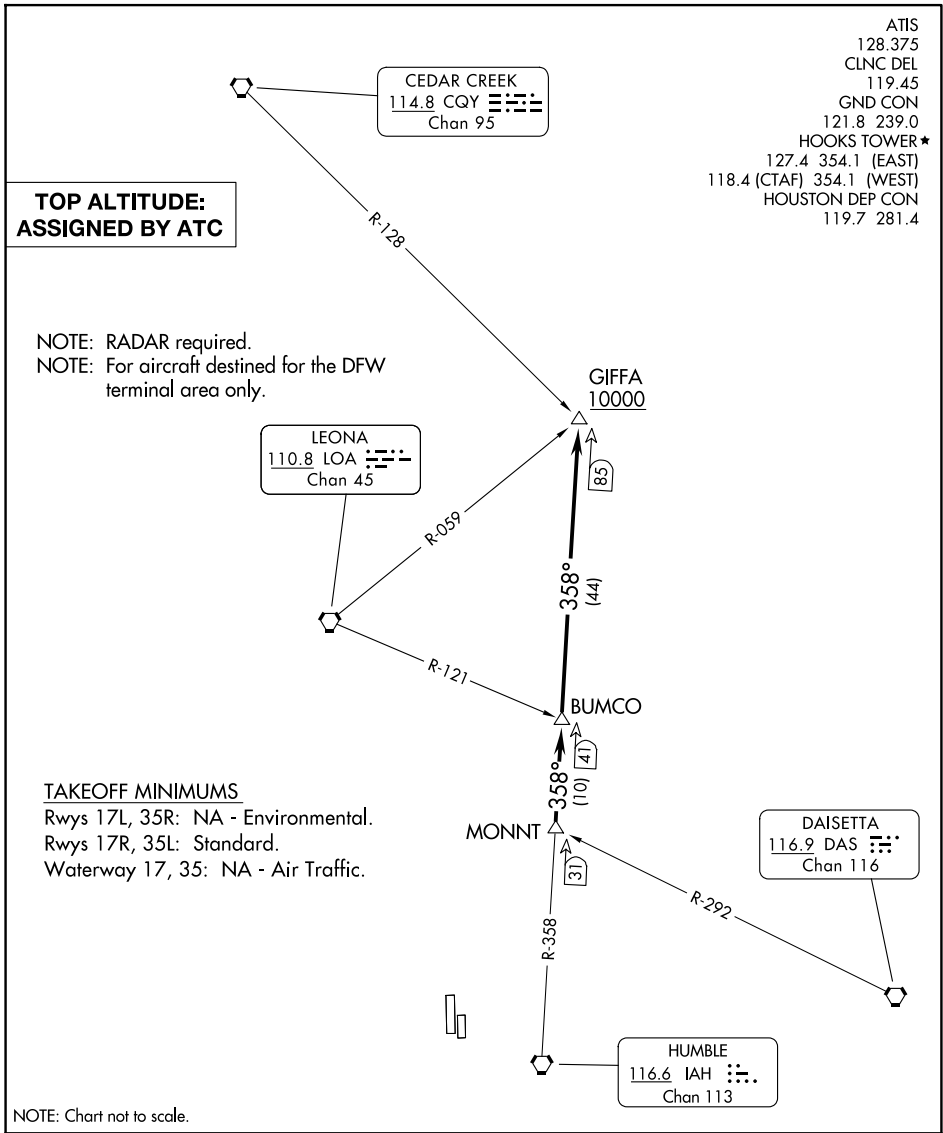 ATIS
128.375
CLNC DEL
119.45
GND CON
121.8 239.0
HOOKS TOWER★
127.4 354.1 (EAST)
118.4 (CTAF) 354.1 (WEST)
HOUSTON DEP CON
119.7 281.4
CEDAR CREEK
114.8 CQY
Chan 95
TOP ALTITUDE:
ASSIGNED BY ATC
R-128
NOTE: RADAR required.
NOTE: For aircraft destined for the DFW
terminal area only.
GIFFA
10000
LEONA
110.8 LOA
Chan 45
85
R-059
358°
(44)
R-121
BUMCO
41
358°
(10)
TAKEOFF MINIMUMS
Rwys 17L, 35R: NA - Environmental.
Rwys 17R, 35L: Standard.
Waterway 17, 35: NA - Air Traffic.
MONNT
31
DAISETTA
116.9 DAS
Chan 116
R-292
R-358
HUMBLE
116.6 IAH
Chan 113
NOTE: Chart not to scale.